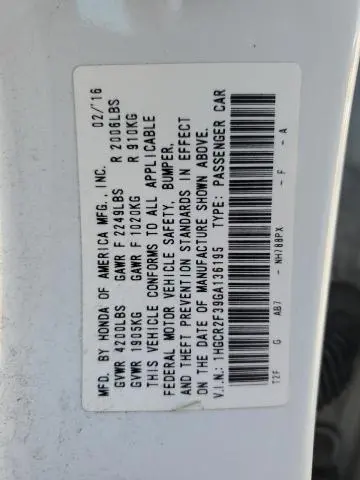 MFD. BY HONDA OF AMERICA MFG., INC. 02/'16
GVWR 4200LBS GAWR F 2249LBS R 2006LBS
GVWR 1905KG GAWR F 1020KG R 910KG
THIS VEHICLE CONFORMS TO ALL APPLICABLE
FEDERAL MOTOR VEHICLE SAFETY, BUMPER,
AND THEFT PREVENTION STANDARDS IN EFFECT
ON THE DATE OF MANUFACTURE SHOWN ABOVE.
V.I.N.: 1HGCR2F39GA136195 TYPE: PASSENGER CAR
T2F G AB7 - NH788PX - F - A